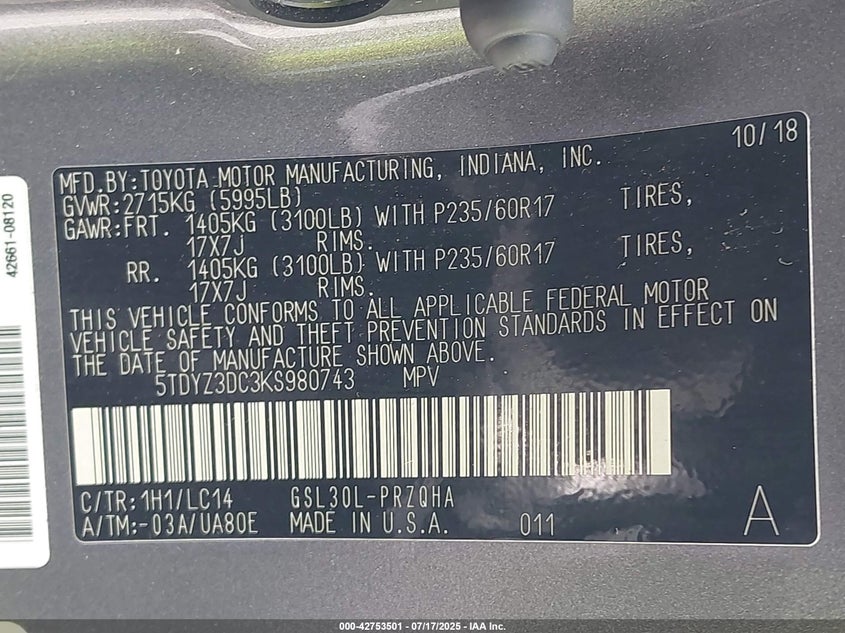 42661-08120
10/18
MFD.BY:TOYOTA MOTOR MANUFACTURING, INDIANA, INC.
GVWR:2715KG (5995LB)
GAWR:FRT. 1405KG (3100LB) WITH P235/60R17 TIRES,
17X7J RIMS.
RR. 1405KG (3100LB) WITH P235/60R17 TIRES,
17X7J RIMS.
THIS VEHICLE CONFORMS TO ALL APPLICABLE FEDERAL MOTOR
VEHICLE SAFETY AND THEFT PREVENTION STANDARDS IN EFFECT ON
THE DATE OF MANUFACTURE SHOWN ABOVE.
5TDYZ3DC3KS980743 MPV
C/TR:1H1/LC14 GSL30L-PRZQHA
A/TM:-03A/UA80E MADE IN U.S.A. 011 A
000-42753501 - 07/17/2025 - IAA Inc.